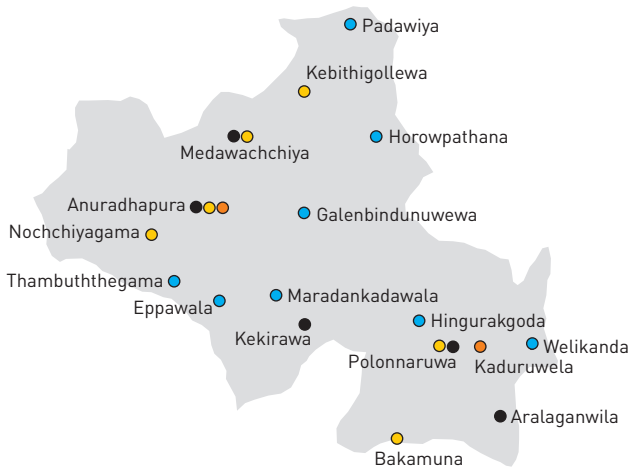 Padawiya
Kebithigollewa
Horowpathana
Medawachchiya
Anuradhapura
Galenbindunuwewa
Nochchiyagama
Thambuththegama
Eppawala
Maradankadawala
Kekirawa
Hingurakgoda
Welikanda
Polonnaruwa
Kaduruwela
Aralaganwila
Bakamuna